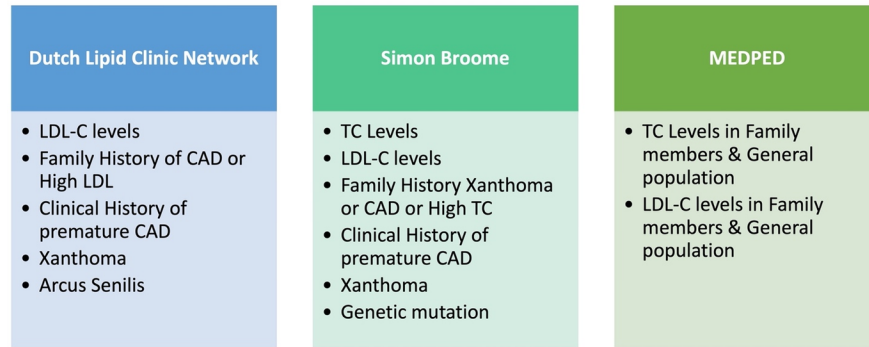 Dutch Lipid Clinic Network
• LDL-C levels
• Family History of CAD or
High LDL
• Clinical History of
premature CAD
• Xanthoma
• Arcus Senilis
Simon Broome
• TC Levels
• LDL-C levels
• Family History Xanthoma
or CAD or High TC
• Clinical History of
premature CAD
• Xanthoma
• Genetic mutation
MEDPED
• TC Levels in Family
members & General
population
• LDL-C levels in Family
members & General
population